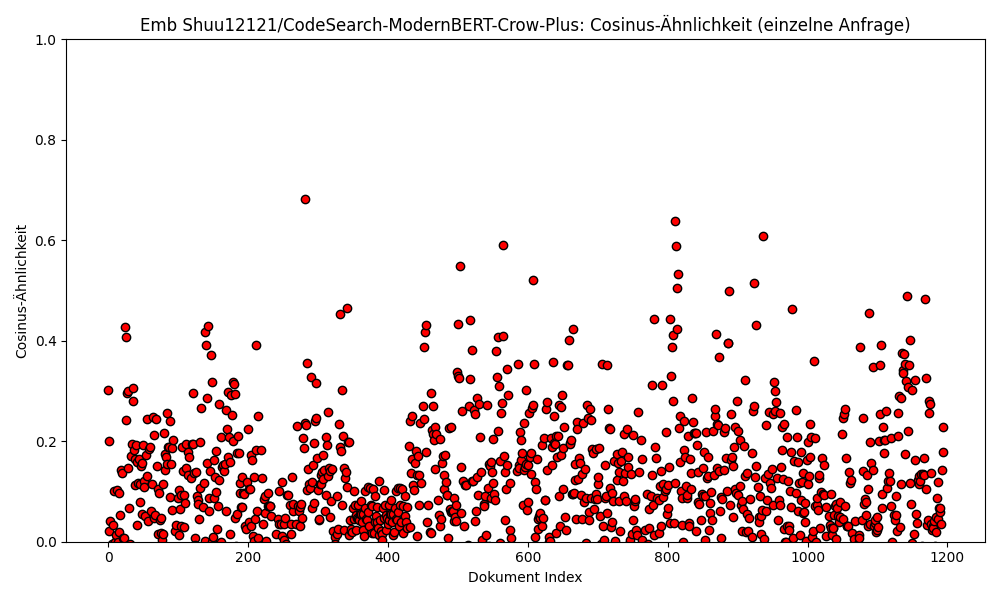 Emb Shuu12121/CodeSearch-ModernBERT-Crow-Plus: Cosinus-Ähnlichkeit (einzelne Anfrage)
1.0
0.8
0.6
0.4
0.2
0.0
Cosinus-Ähnlichkeit
0 200 400 600 800 1000 1200
Dokument Index